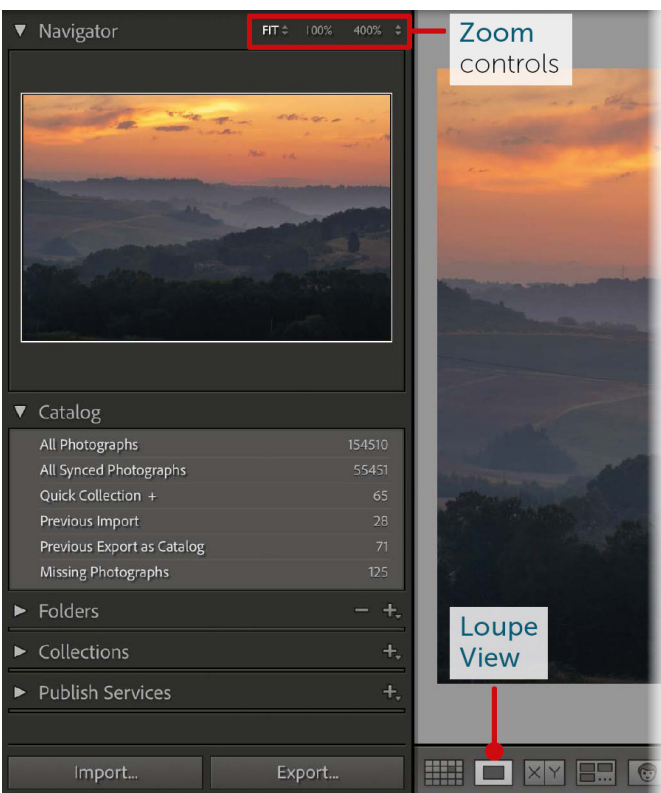 Navigator FIT 100% 400%
Zoom
controls
Catalog
All Photographs 154510
All Synced Photographs 55451
Quick Collection + 65
Previous Import 28
Previous Export as Catalog 71
Missing Photographs 125
Folders − +
Collections +
Publish Services +
Loupe
View
Import... Export...
XY